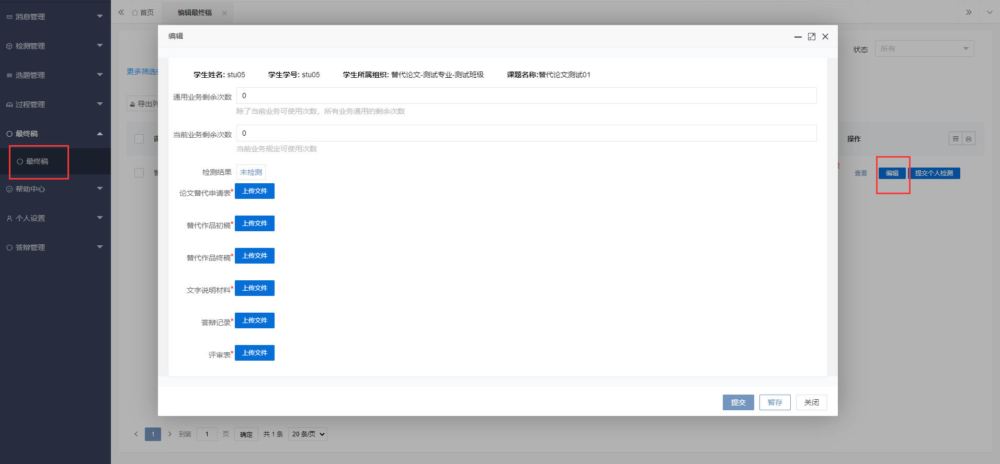 消息管理
检测管理
选题管理
过程管理
最终稿
最终稿
帮助中心
个人设置
答辩管理
首页
编辑最终稿
状态
所有
更多筛选
导出列
操作
查看
编辑
提交个人检测
编辑
学生姓名: stu05
学生学号: stu05
学生所属组织: 替代论文-测试专业-测试班级
课题名称:替代论文测试01
通用业务剩余次数
0
除了当前业务可使用次数，所有业务通用的剩余次数
当前业务剩余次数
0
当前业务规定可使用次数
检测结果
未检测
论文替代申请表*
上传文件
替代作品初稿*
上传文件
替代作品终稿*
上传文件
文字说明材料*
上传文件
答辩记录*
上传文件
评审表*
上传文件
提交
暂存
关闭
1
到第
1
页
确定
共 1 条
20 条/页